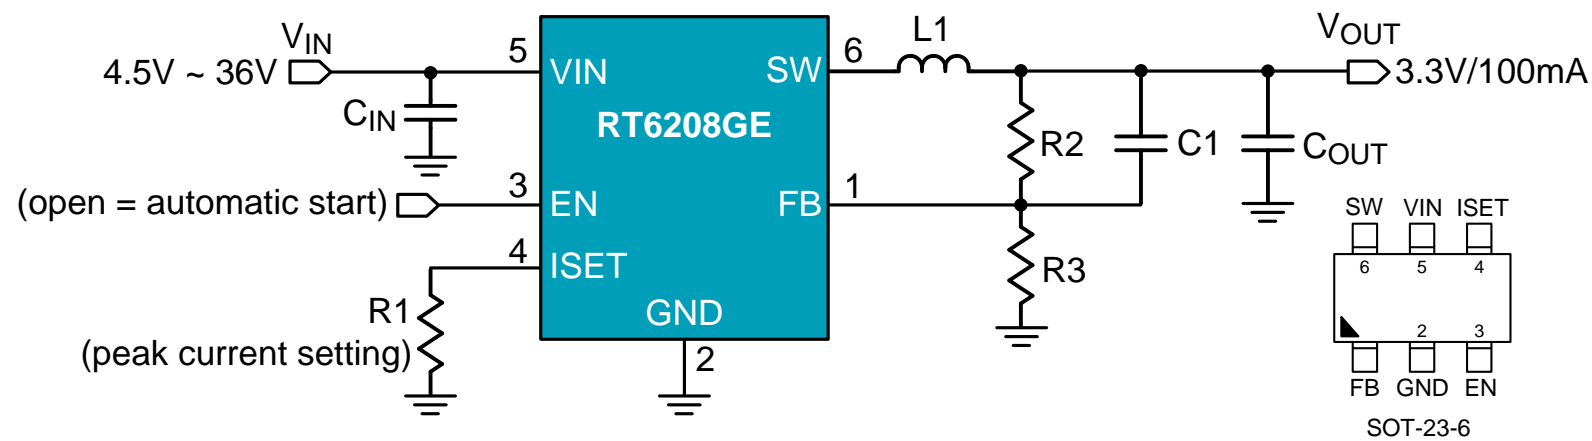 VIN
4.5V ~ 36V
CIN
(open = automatic start)
R1
(peak current setting)
5
VIN
3
EN
4
ISET
RT6208GE
GND
2
SW
6
FB
1
L1
R2
R3
C1
COUT
VOUT
3.3V/100mA
SW VIN ISET
6 5 4
2 3
FB GND EN
SOT-23-6